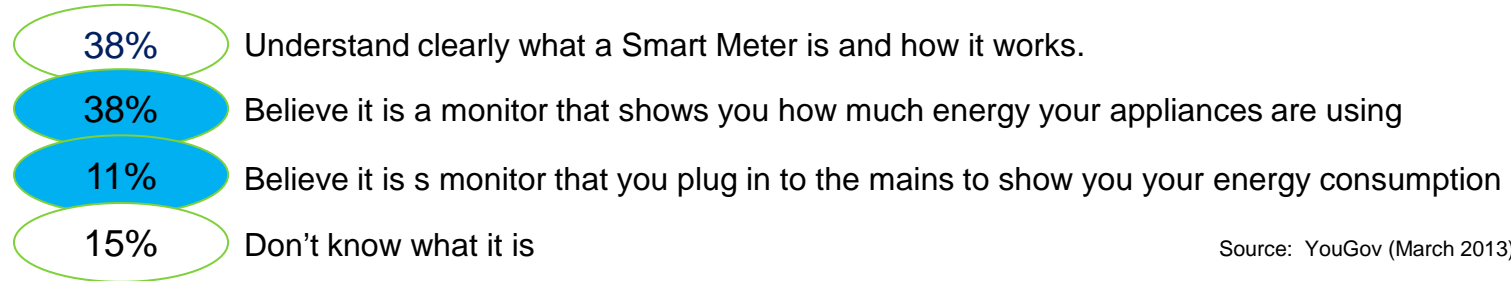 38% Understand clearly what a Smart Meter is and how it works.
38% Believe it is a monitor that shows you how much energy your appliances are using
11% Believe it is s monitor that you plug in to the mains to show you your energy consumption
15% Don't know what it is Source: YouGov (March 2013)